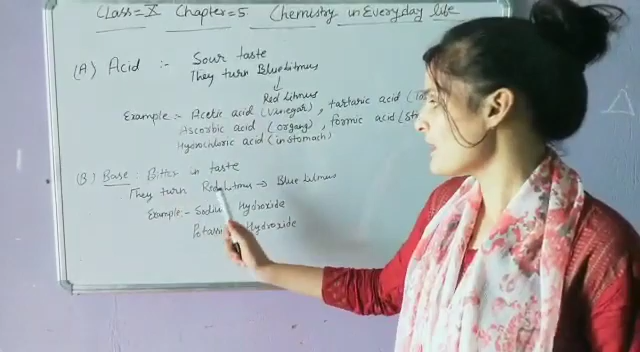 Class = X Chapter = 5. Chemistry in Everyday life
(A) Acid :- Sour taste
They turn Blue Litmus
↓
Red Litmus
Example :- Acetic acid (Vinegar), tartaric acid
Ascorbic acid (organg), formic acid
Hydrochloric acid (in stomach)
(B) Base : Bitter in taste
They turn Red Litmus → Blue Litmus
Example :- Hydroxide
Hydroxide